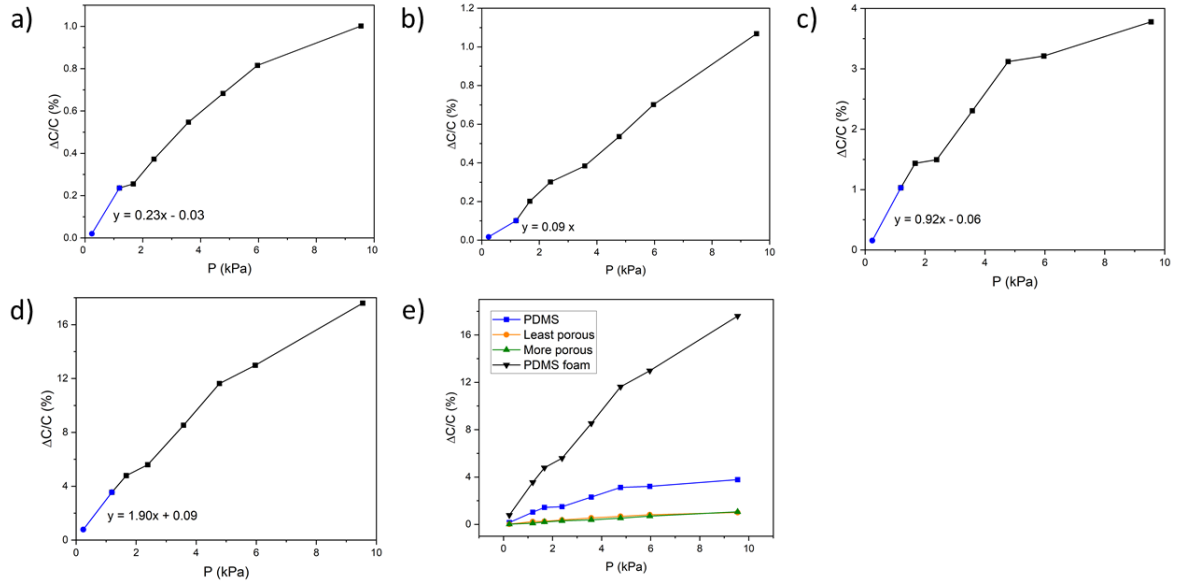 a)
1.0
0.8
0.6
0.4
0.2
0.0
ΔC/C (%)
y = 0.23x - 0.03
0 2 4 6 8 10
P (kPa)
b)
1.2
1.0
0.8
0.6
0.4
0.2
0.0
ΔC/C (%)
y = 0.09 x
0 2 4 6 8 10
P (kPa)
c)
4
3
2
1
0
ΔC/C (%)
y = 0.92x - 0.06
0 2 4 6 8 10
P (kPa)
d)
16
12
8
4
0
ΔC/C (%)
y = 1.90x + 0.09
0 2 4 6 8 10
P (kPa)
e)
PDMS
Least porous
More porous
PDMS foam
16
12
8
4
0
ΔC/C (%)
0 2 4 6 8 10
P (kPa)